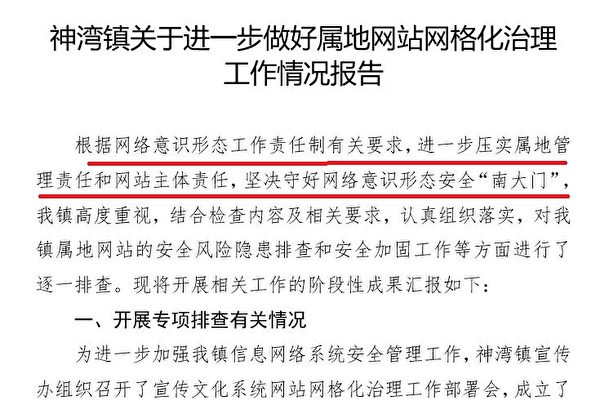 神湾镇关于进一步做好属地网站网格化治理
工作情况报告
根据网络意识形态工作责任制有关要求，进一步压实属地管
理责任和网站主体责任，坚决守好网络意识形态安全“南大门”，
我镇高度重视，结合检查内容及相关要求，认真组织落实，对我
镇属地网站的安全风险隐患排查和安全加固工作等方面进行了
逐一排查。现将开展相关工作的阶段性成果汇报如下：
一、开展专项排查有关情况
为进一步加强我镇信息网络系统安全管理工作，神湾镇宣传
办组织召开了宣传文化系统网站网格化治理工作部署会，成立了